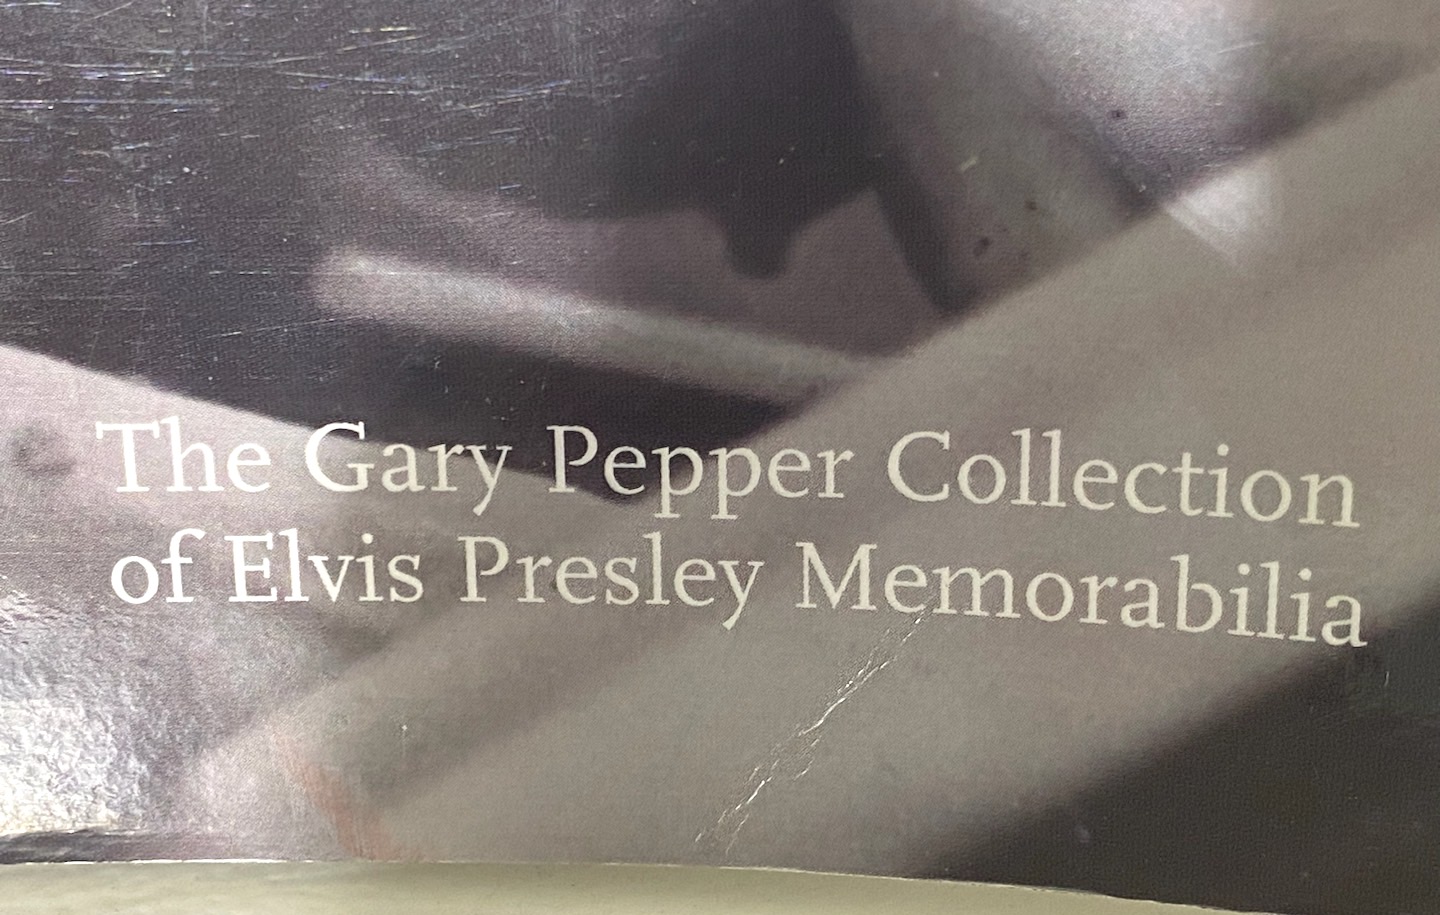 The Gary Pepper Collection
of Elvis Presley Memorabilia